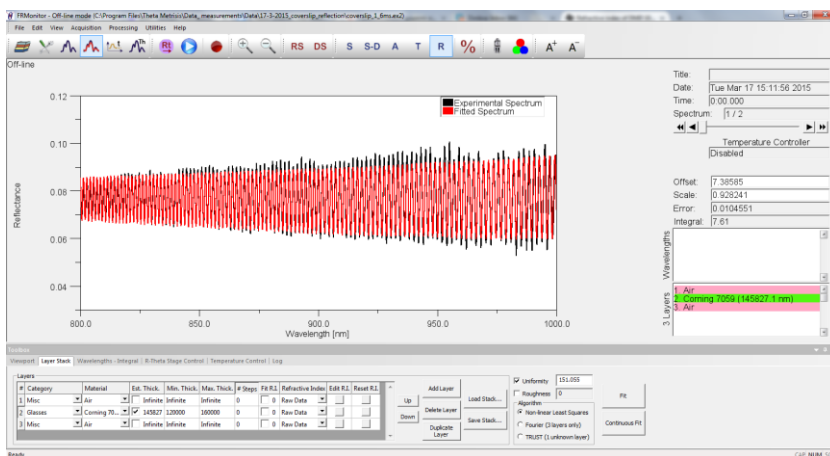 FRMonitor - Off-line mode (C:\Program Files\Theta Metrisis\Data_measurements\Data\17-3-2015_coverslip_reflection\coverslip_1_6ms.ex2)
File Edit View Acquisition Processing Utilities Help
Rt RS DS S S-D A T R % A+ A-
Off-line
Title:
Date: Tue Mar 17 15:11:56 2015
Time: 0:00.000
Spectrum: 1 / 2
Temperature Controller
Disabled
Offset: 7.38585
Scale: 0.928241
Error: 0.0104551
Integral: 7.61
Wavelengths
3 Layers
1. Air
2. Corning 7059 (145827.1 nm)
3. Air
Experimental Spectrum
Fitted Spectrum
0.12
0.10
0.08
0.06
0.04
Reflectance
800.0 850.0 900.0 950.0 1000.0
Wavelength [nm]
Toolbox
Viewport Layer Stack Wavelengths - Integral R-Theta Stage Control Temperature Control Log
Layers
# Category Material Est. Thick. Min. Thick. Max. Thick. # Steps Fit R.I. Refractive Index Edit R.I. Reset R.I.
1 Misc Air Infinite Infinite Infinite 0 0 Raw Data
2 Glasses Corning 70... 145827 120000 160000 0 0 Raw Data
3 Misc Air Infinite Infinite Infinite 0 0 Raw Data
Up
Down
Add Layer
Delete Layer
Duplicate Layer
Load Stack...
Save Stack...
Uniformity 151.055
Roughness 0
Algorithm
Non-linear Least Squares
Fourier (3 layers only)
TRUST (1 unknown layer)
Fit
Continuous Fit
Ready
CAP NUM